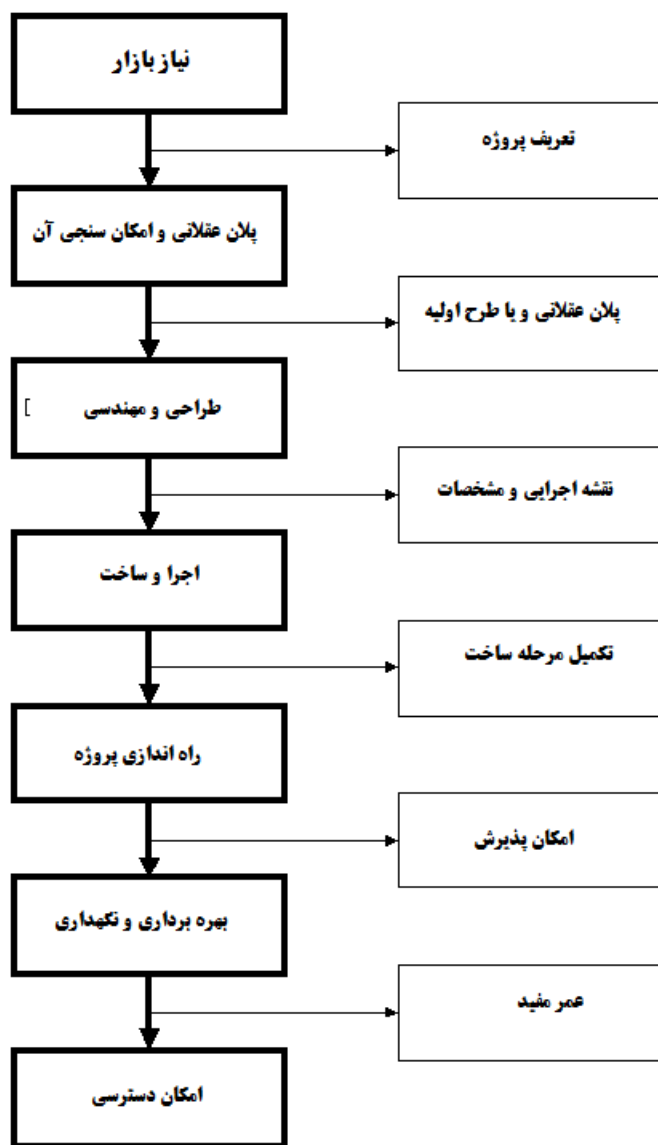 نیاز بازار
تعریف پروژه
پلان عقلانی و امکان سنجی آن
پلان عقلانی و یا طرح اولیه
طراحی و مهندسی
[
نقشه اجرایی و مشخصات
اجرا و ساخت
تکمیل مرحله ساخت
راه اندازی پروژه
امکان پذیرش
بهره برداری و نکهداری
عمر مفید
امکان دسترسی